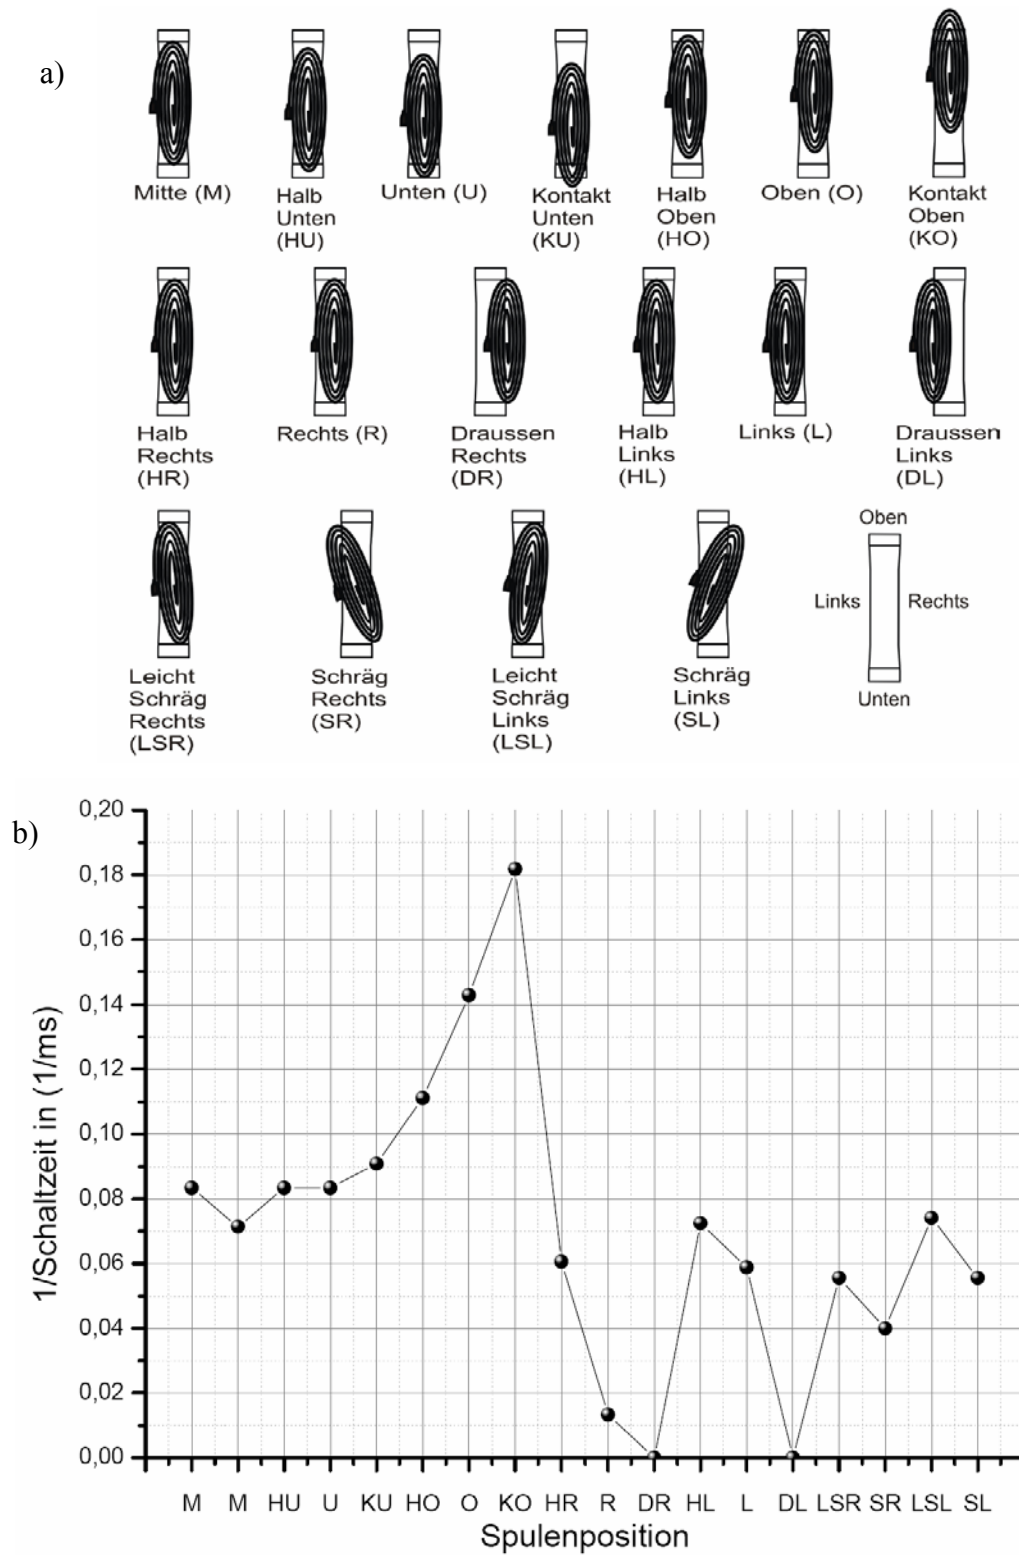 a)
Mitte (M)
Halb
Unten
(HU)
Unten (U)
Kontakt
Unten
(KU)
Halb
Oben
(HO)
Oben (O)
Kontakt
Oben
(KO)
Halb
Rechts
(HR)
Rechts (R)
Draussen
Rechts
(DR)
Halb
Links
(HL)
Links (L)
Draussen
Links
(DL)
Leicht
Schräg
Rechts
(LSR)
Schräg
Rechts
(SR)
Leicht
Schräg
Links
(LSL)
Schräg
Links
(SL)
Oben
Links Rechts
Unten
b)
1/Schaltzeit in (1/ms)
0,20
0,18
0,16
0,14
0,12
0,10
0,08
0,06
0,04
0,02
0,00
M M HU U KU HO O KO HR R DR HL L DL LSR SR LSL SL
Spulenposition